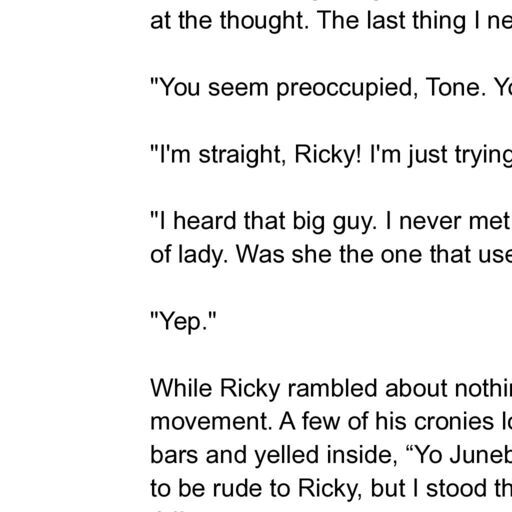 at the thought. The last thing I ne
"You seem preoccupied, Tone. Yo
"I'm straight, Ricky! I'm just trying
"I heard that big guy. I never met
of lady. Was she the one that use
"Yep."
While Ricky rambled about nothin
movement. A few of his cronies lo
bars and yelled inside, “Yo Juneb
to be rude to Ricky, but I stood th